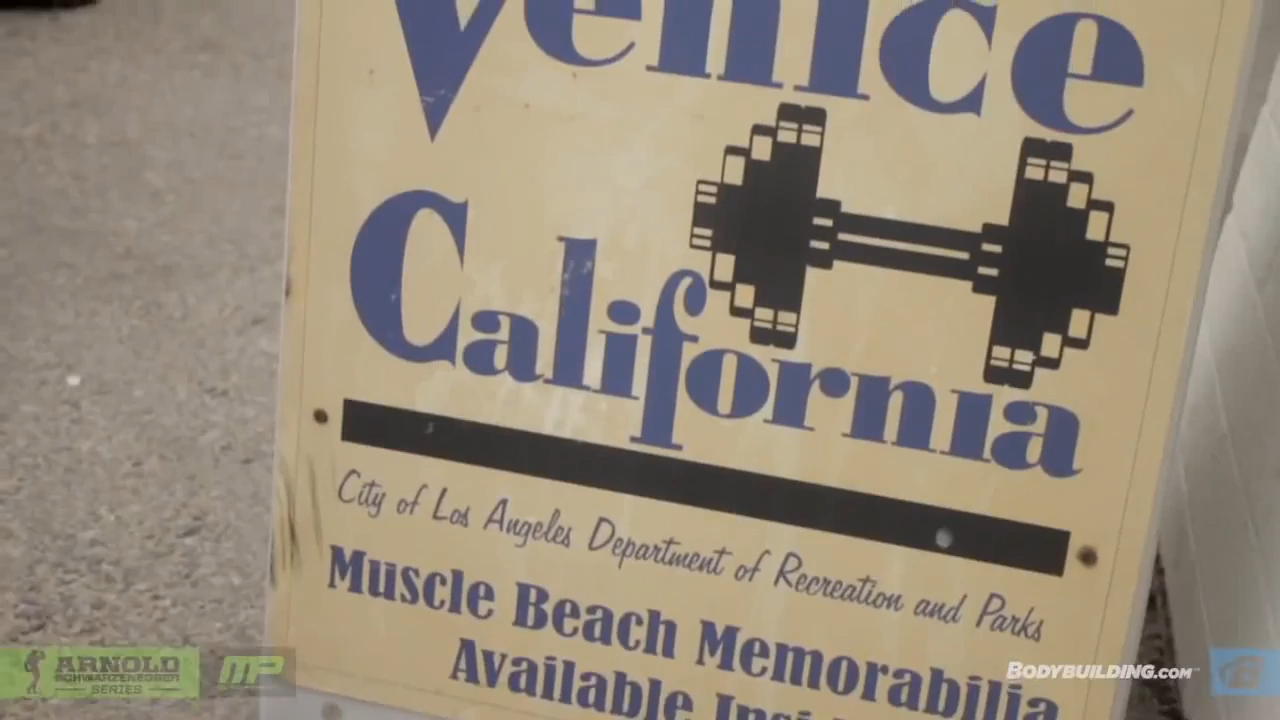 Venice
California
City of Los Angeles Department of Recreation and Parks
Muscle Beach Memorabilia
Available
ARNOLD
SCHWARZENEGGER
SERIES
MP
BODYBUILDING.COM